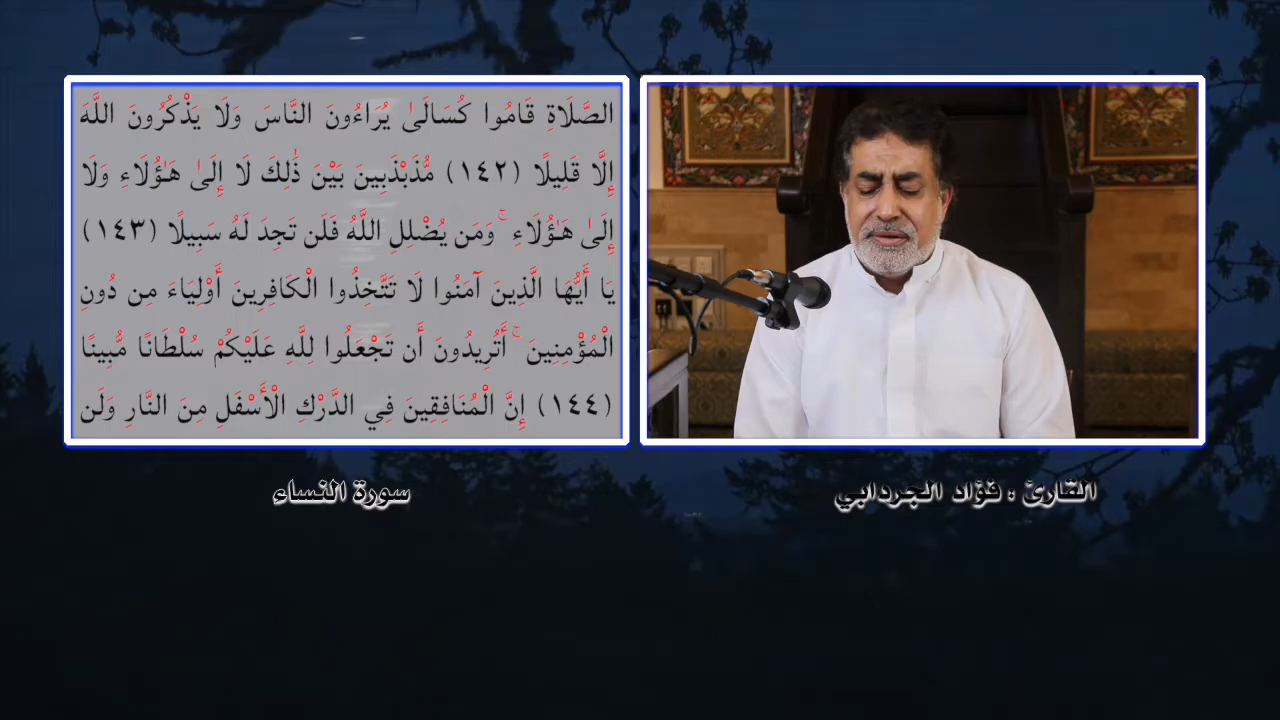 الصَّلَاةِ قَامُوا كُسَالَىٰ يُرَاءُونَ النَّاسَ وَلَا يَذْكُرُونَ اللَّهَ
إِلَّا قَلِيلًا (١٤٢) مُّذَبْذَبِينَ بَيْنَ ذَٰلِكَ لَا إِلَىٰ هَـٰؤُلَاءِ وَلَا
إِلَىٰ هَـٰؤُلَاءِ ۚ وَمَن يُضْلِلِ اللَّهُ فَلَن تَجِدَ لَهُ سَبِيلًا (١٤٣)
يَا أَيُّهَا الَّذِينَ آمَنُوا لَا تَتَّخِذُوا الْكَافِرِينَ أَوْلِيَاءَ مِن دُونِ
الْمُؤْمِنِينَ ۚ أَتُرِيدُونَ أَن تَجْعَلُوا لِلَّهِ عَلَيْكُمْ سُلْطَانًا مُّبِينًا
(١٤٤) إِنَّ الْمُنَافِقِينَ فِي الدَّرْكِ الْأَسْفَلِ مِنَ النَّارِ وَلَن
القارئ : فؤاد الجردابي
سورة النساء